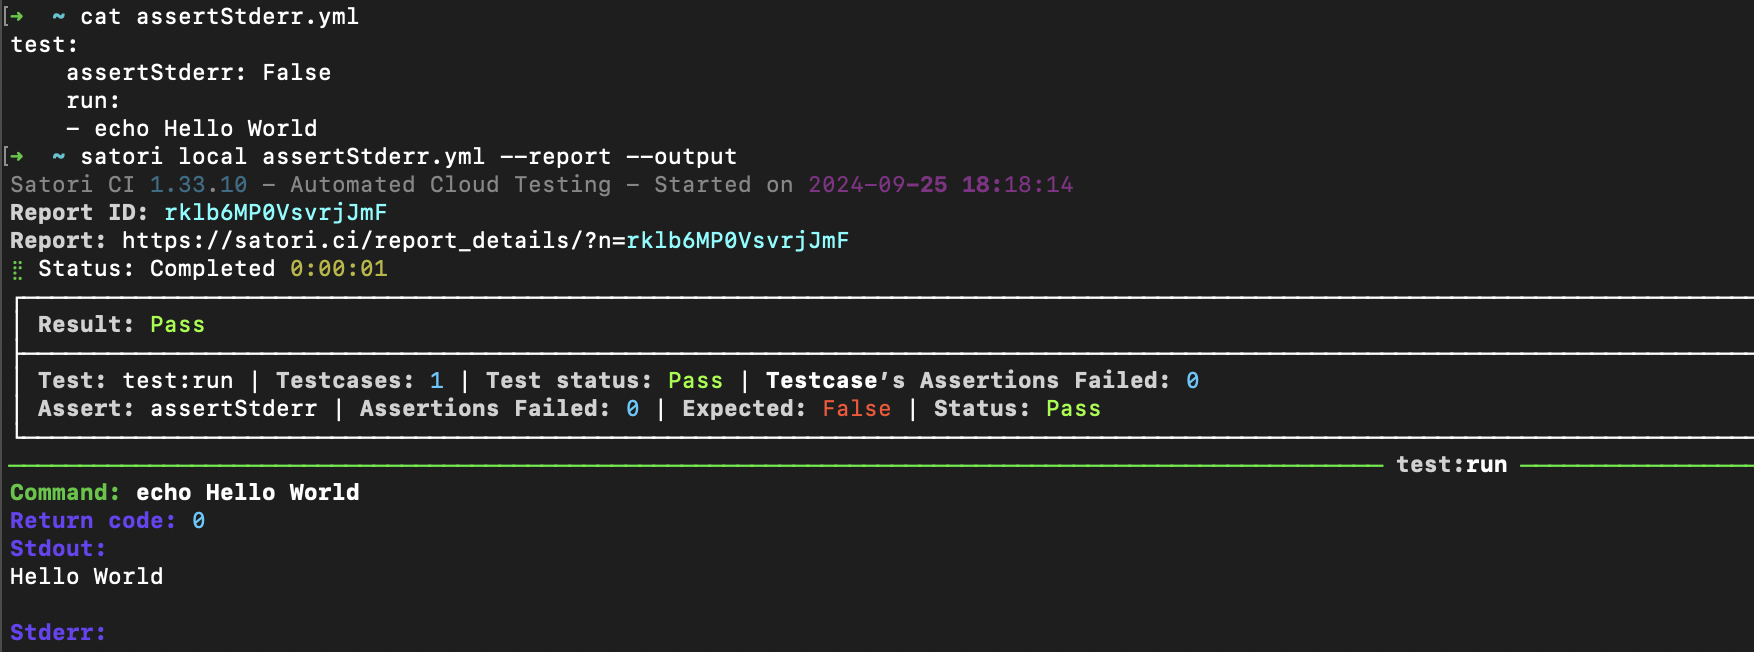 [➜  ~ cat assertStderr.yml
test:
    assertStderr: False
    run:
    - echo Hello World
[➜  ~ satori local assertStderr.yml --report --output
Satori CI 1.33.10 - Automated Cloud Testing - Started on 2024-09-25 18:18:14
Report ID: rklb6MP0VsvrjJmF
Report: https://satori.ci/report_details/?n=rklb6MP0VsvrjJmF
⣟ Status: Completed 0:00:01
Result: Pass
Test: test:run | Testcases: 1 | Test status: Pass | Testcase’s Assertions Failed: 0
Assert: assertStderr | Assertions Failed: 0 | Expected: False | Status: Pass
test:run
Command: echo Hello World
Return code: 0
Stdout:
Hello World
Stderr: